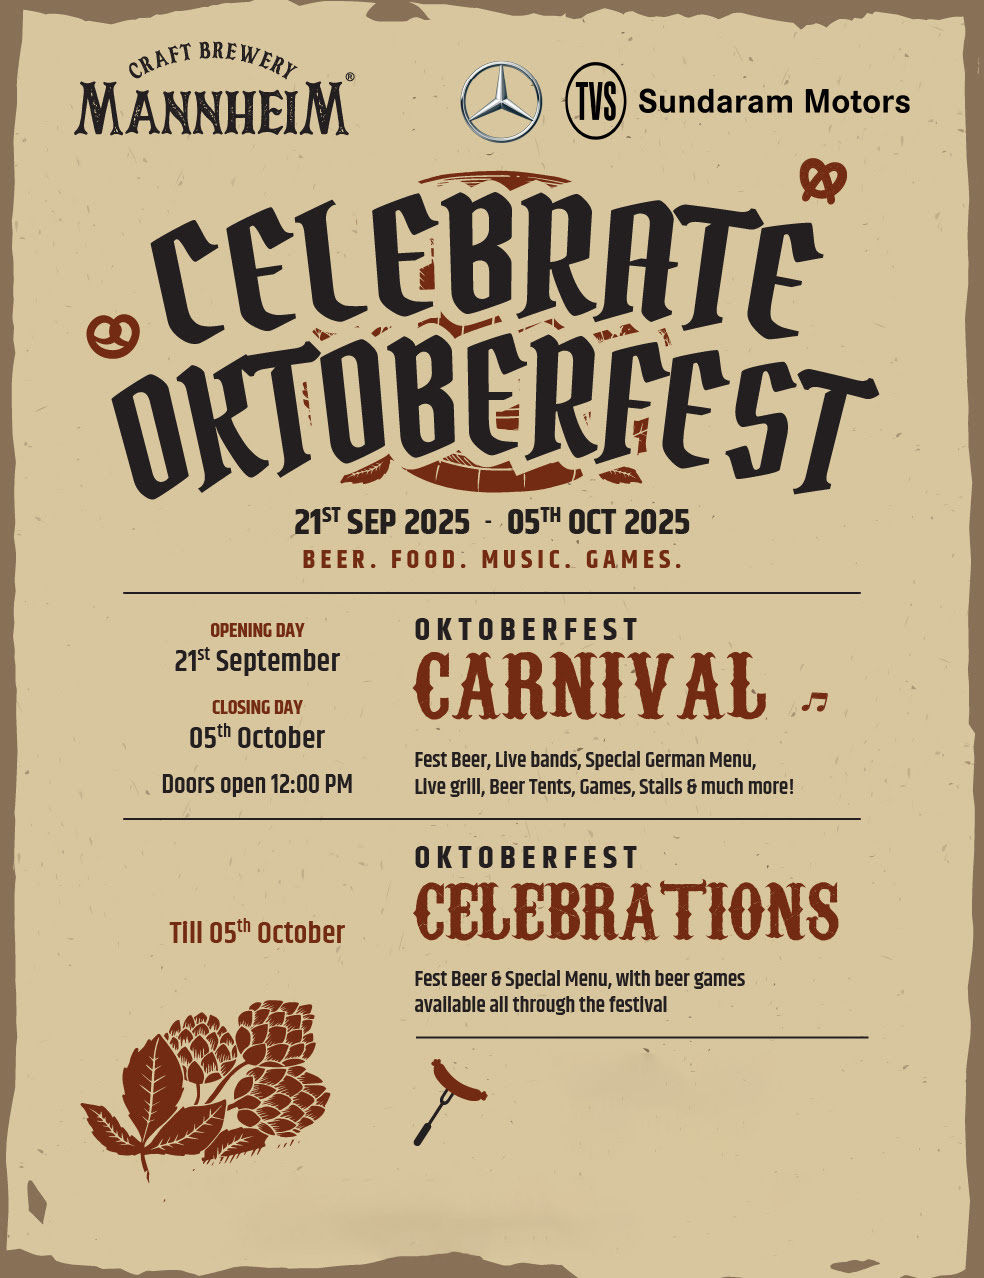 CRAFT BREWERY
MANNHEIM®
TVS Sundaram Motors
CELEBRATE
OKTOBERFEST
21ST SEP 2025 - 05TH OCT 2025
BEER. FOOD. MUSIC. GAMES.
OPENING DAY
21st September
CLOSING DAY
05th October
Doors open 12:00 PM
OKTOBERFEST
CARNIVAL
Fest Beer, Live bands, Special German Menu,
Live grill, Beer Tents, Games, Stalls & much more!
Till 05th October
OKTOBERFEST
CELEBRATIONS
Fest Beer & Special Menu, with beer games
available all through the festival